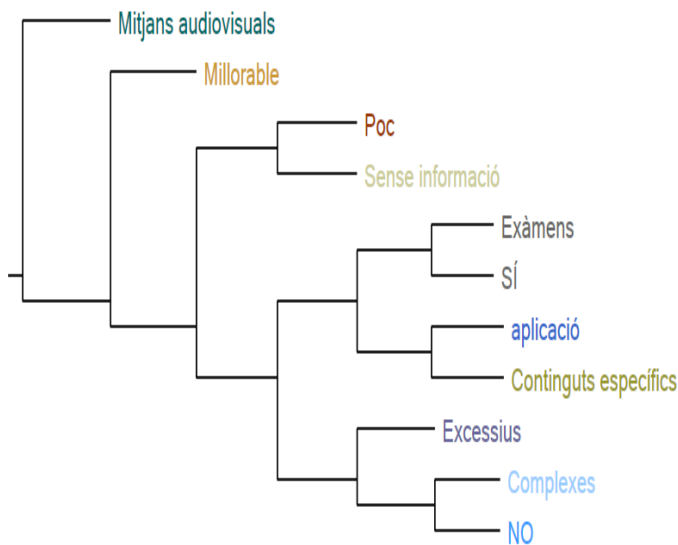 Mitjans audiovisuals
Millorable
Poc
Sense informació
Exàmens
SÍ
aplicació
Continguts específics
Excessius
Complexes
NO